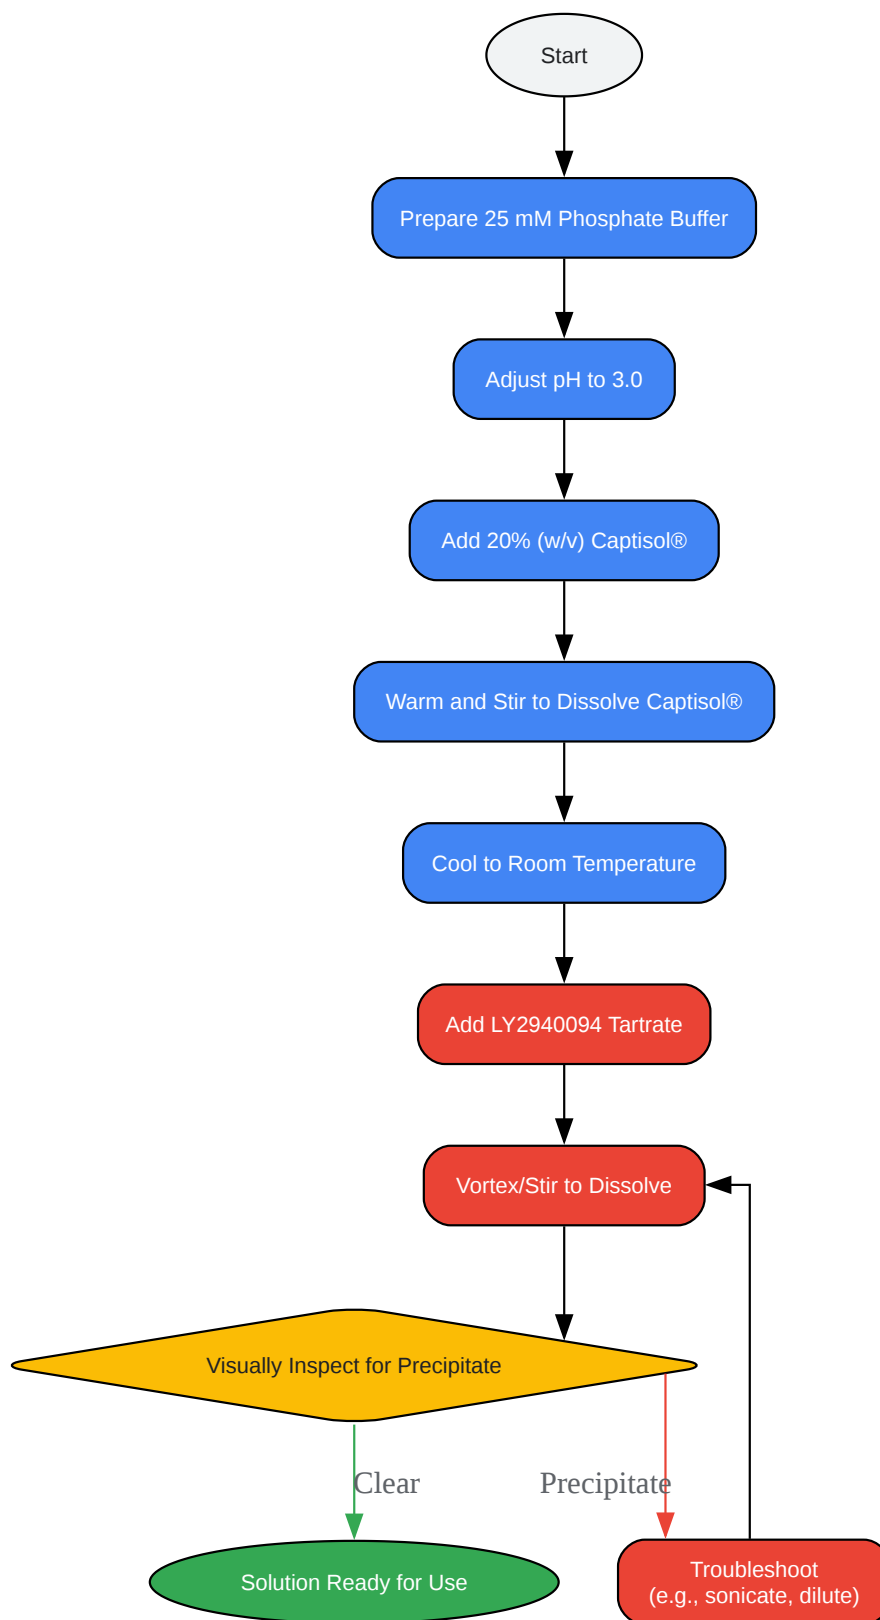 Start
Prepare 25 mM Phosphate Buffer
Adjust pH to 3.0
Add 20% (w/v) Captisol®
Warm and Stir to Dissolve Captisol®
Cool to Room Temperature
Add LY2940094 Tartrate
Vortex/Stir to Dissolve
Visually Inspect for Precipitate
Clear
Precipitate
Solution Ready for Use
Troubleshoot
(e.g., sonicate, dilute)